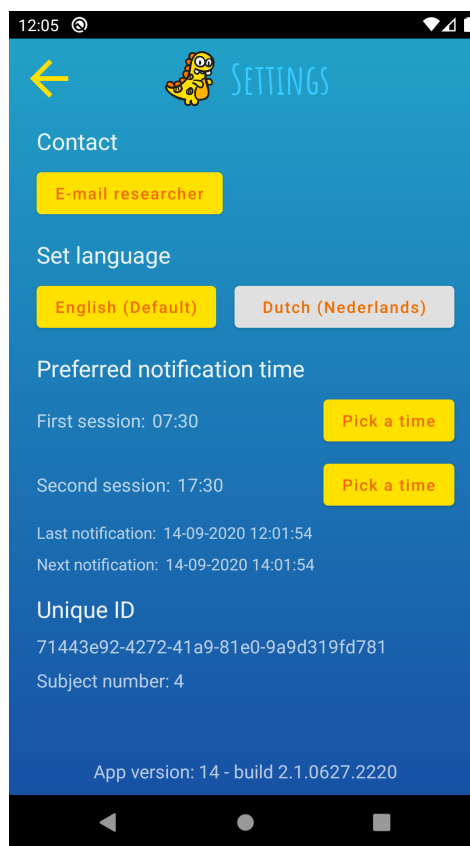 12:05
SETTINGS
Contact
E-mail researcher
Set language
English (Default)
Dutch (Nederlands)
Preferred notification time
First session: 07:30
Pick a time
Second session: 17:30
Pick a time
Last notification: 14-09-2020 12:01:54
Next notification: 14-09-2020 14:01:54
Unique ID
71443e92-4272-41a9-81e0-9a9d319fd781
Subject number: 4
App version: 14 - build 2.1.0627.2220